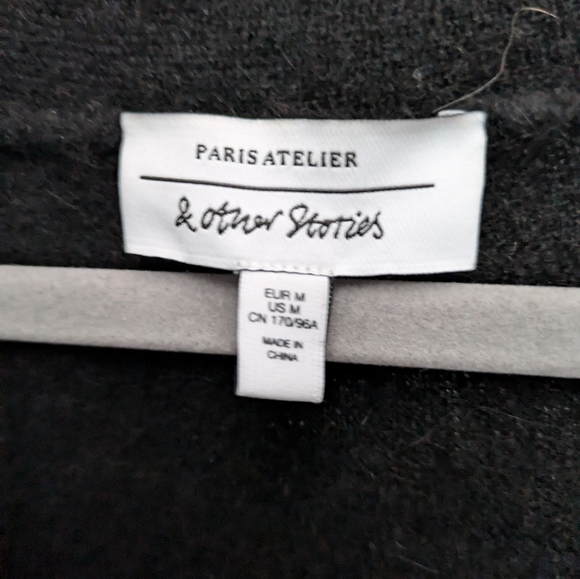 PARIS ATELIER
& other Stories
EUR M
US M
CN 170/96A
MADE IN
CHINA